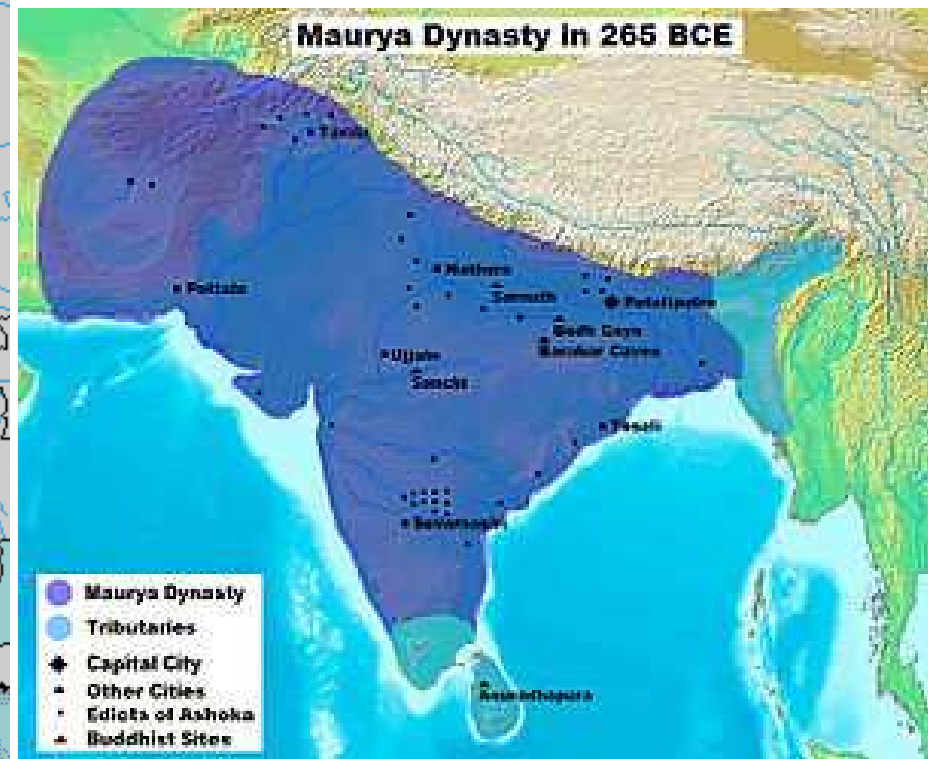 Maurya Dynasty in 265 BCE
Taxila
Mathura
Pattala
Sarnath
Pataliputra
Bodh Gaya
Barabar Caves
Ujjain
Sanchi
Tosali
Suvarnagiri
Maurya Dynasty
Tributaries
Capital City
Anuradhapura
Other Cities
Edicts of Ashoka
Buddhist Sites